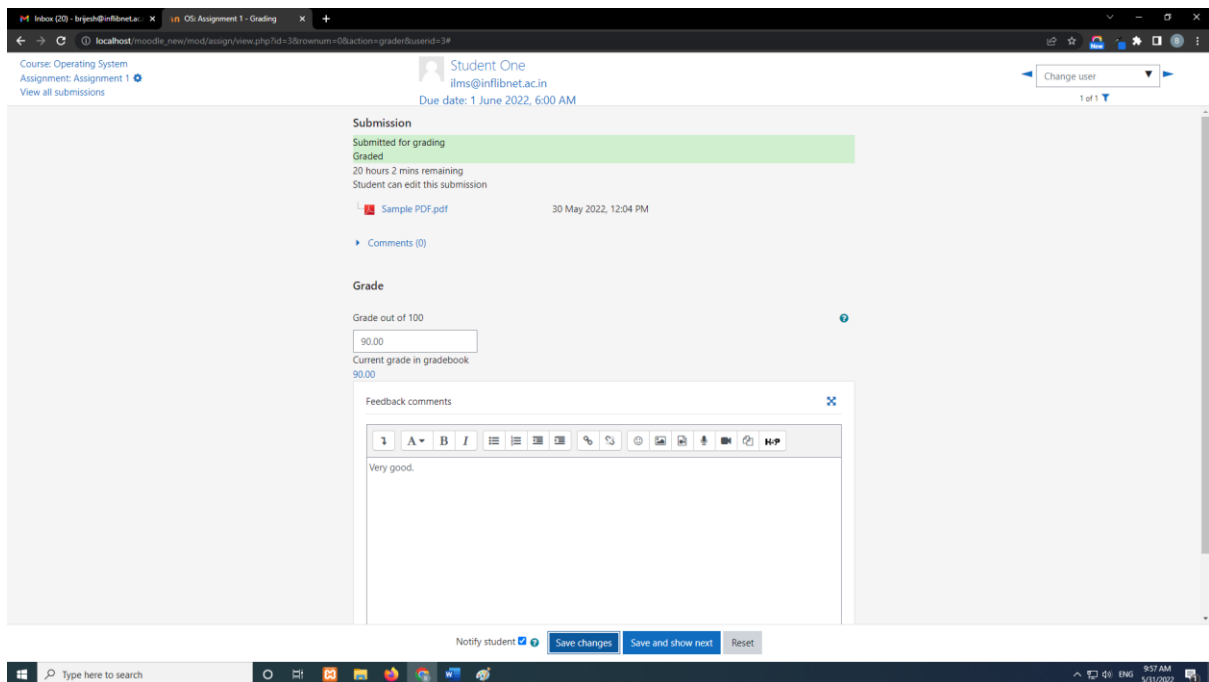 Inbox (20) - brijesh@inflibnet.ac.
OS: Assignment 1 - Grading
localhost/moodle_new/mod/assign/view.php?id=3&rownum=0&action=grader&userid=3#
Course: Operating System
Assignment: Assignment 1
View all submissions
Student One
ilms@inflibnet.ac.in
Due date: 1 June 2022, 6:00 AM
Change user
1 of 1
Submission
Submitted for grading
Graded
20 hours 2 mins remaining
Student can edit this submission
Sample PDF.pdf 30 May 2022, 12:04 PM
Comments (0)
Grade
Grade out of 100
90.00
Current grade in gradebook
90.00
Feedback comments
A B I H-P
Very good.
Notify student Save changes Save and show next Reset
Type here to search
ENG 9:57 AM
5/31/2022